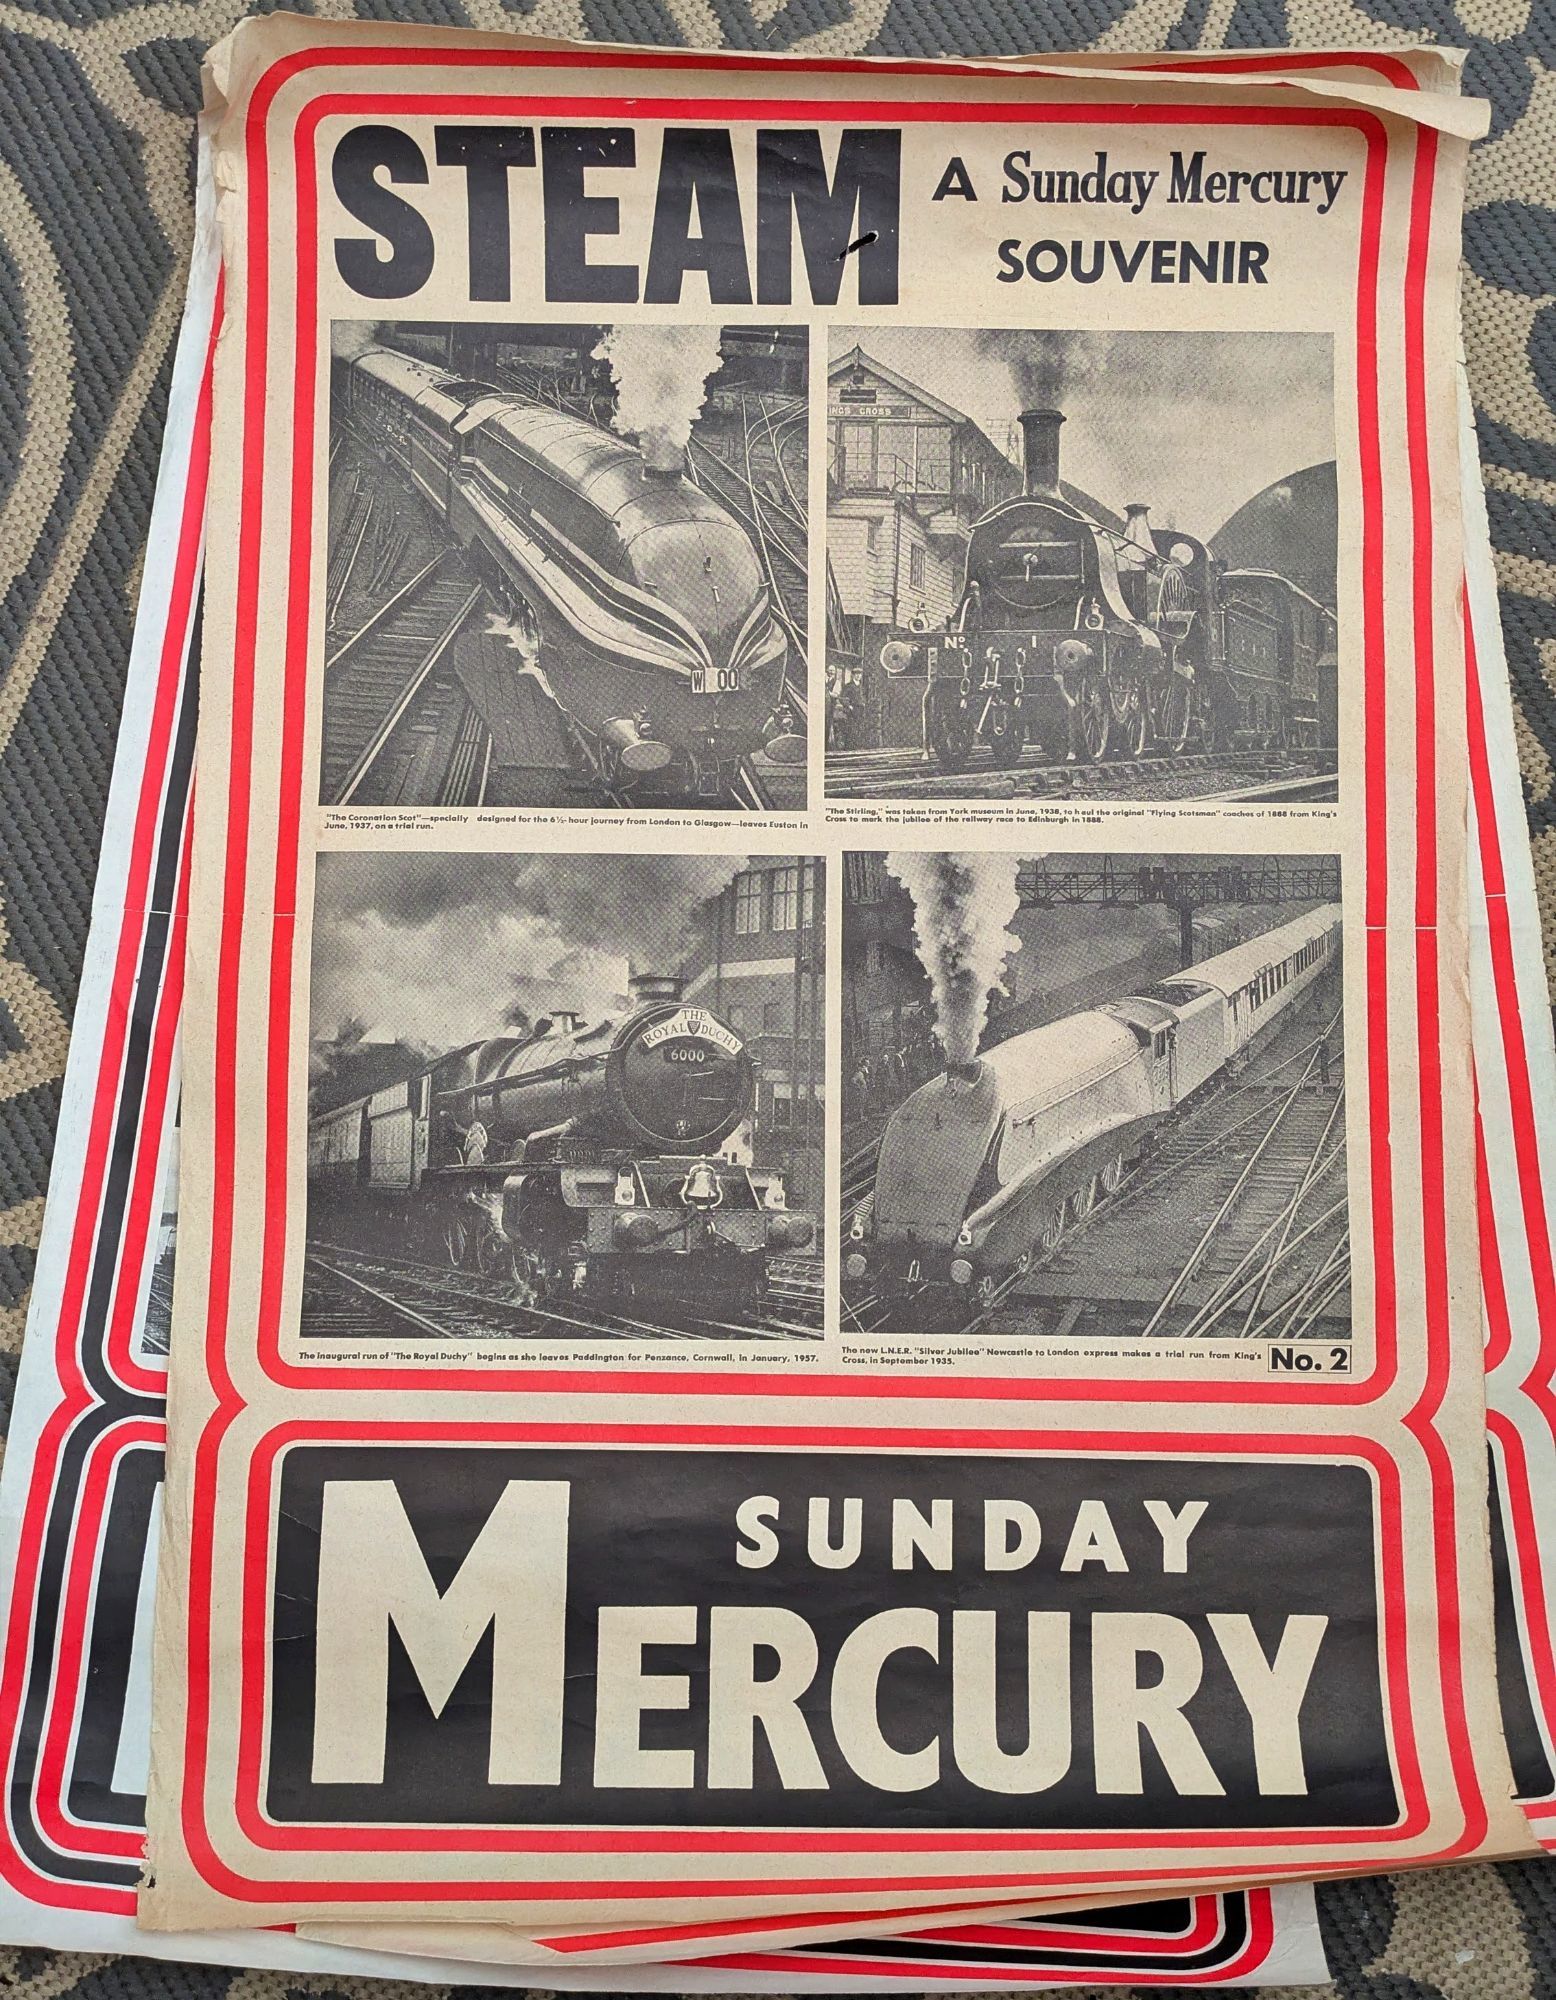 STEAM
A Sunday Mercury
SOUVENIR
INGS CROSS
Nº 1
W 00
"The Coronation Scot"—specially designed for the 6½-hour journey from London to Glasgow—leaves Euston in
June, 1937, on a trial run.
"The Stirling," was taken from York museum in June, 1938, to haul the original "Flying Scotsman" coaches of 1888 from King's
Cross to mark the jubilee of the railway race to Edinburgh in 1888.
THE
ROYAL DUCHY
6000
The inaugural run of "The Royal Duchy" begins as she leaves Paddington for Penzance, Cornwall, in January, 1957.
The new L.N.E.R. "Silver Jubilee" Newcastle to London express makes a trial run from King's
Cross, in September 1935.
No. 2
SUNDAY
MERCURY